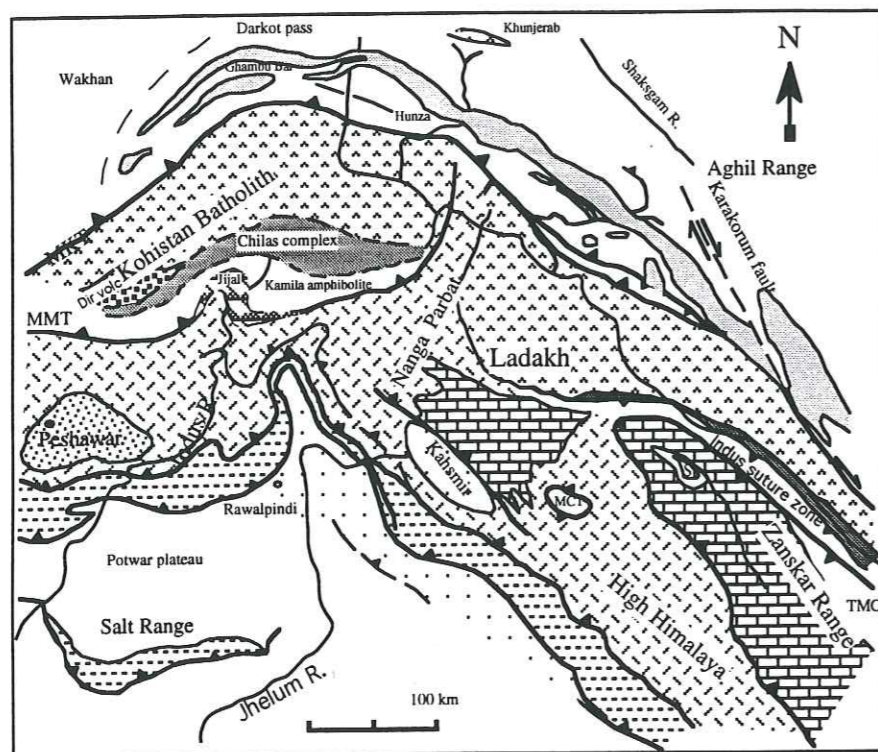 Darkot pass
Khunjerab
N
Wakhan
Ghambu Bar
Shaksgam R.
Hunza
Aghil Range
Karakorum fault
MKT
Kohistan Batholith
Chilas complex
Dir volc
Jijal
Kamila amphibolite
MMT
Nanga Parbat
Ladakh
Indus R.
Peshawar
Kahsmir
Indus suture zone
MCT
Rawalpindi
Potwar plateau
Zanskar Range
High Himalaya
TMC
Salt Range
Jhelum R.
100 km